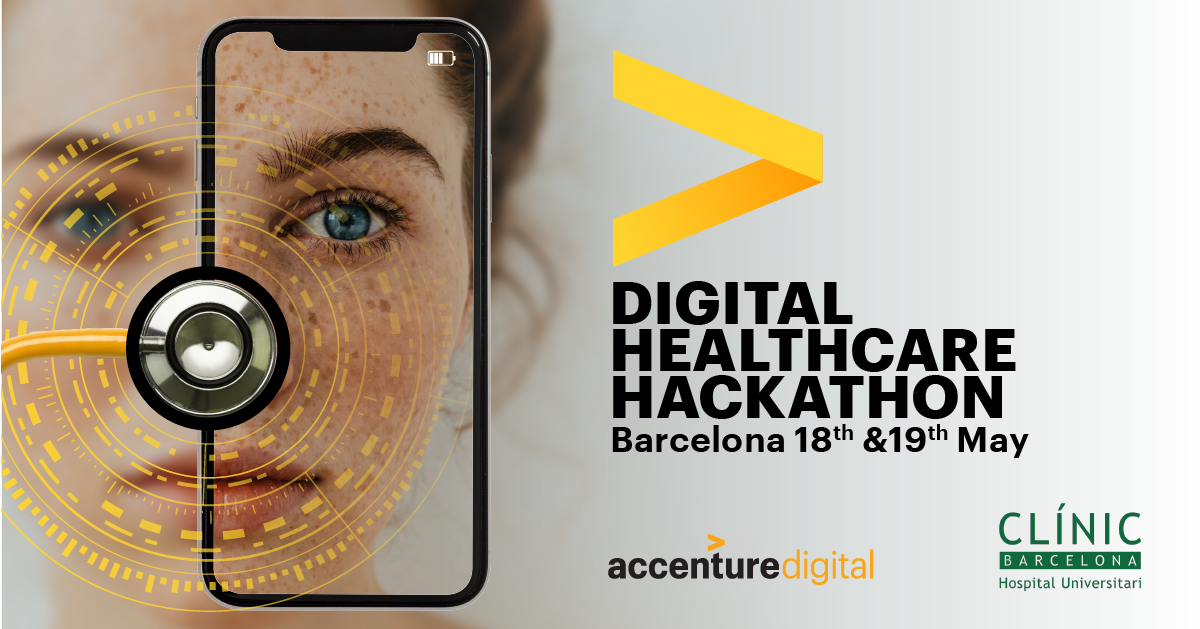 DIGITAL
HEALTHCARE
HACKATHON
Barcelona 18th &19th May
accenturedigital
CLÍNIC
BARCELONA
Hospital Universitari